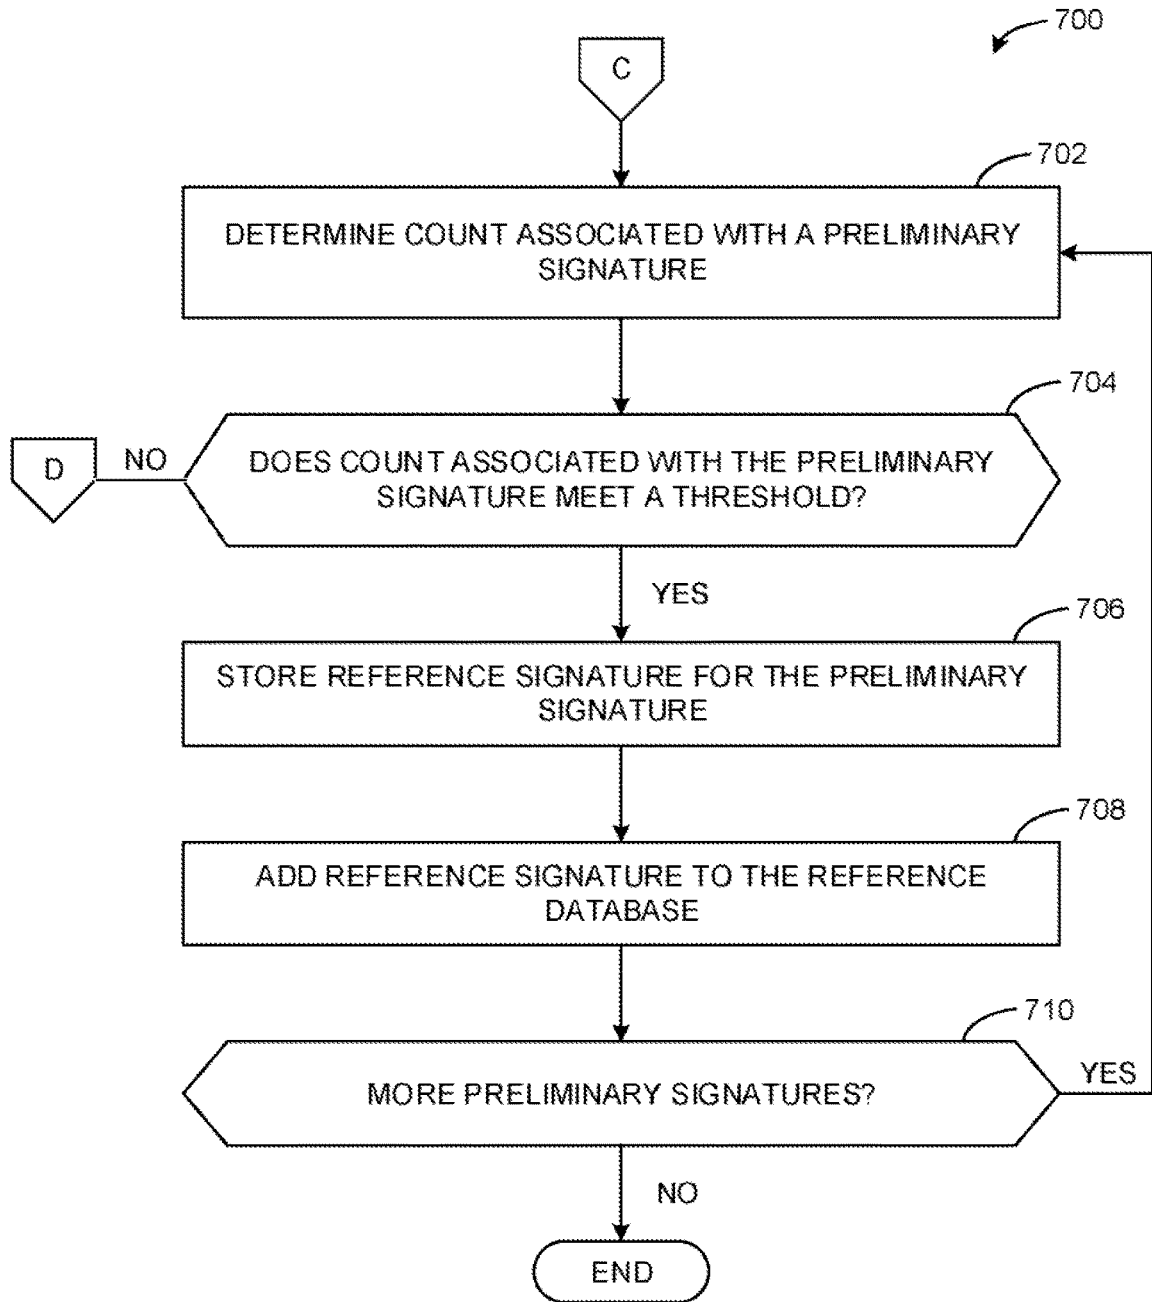 700
C
702
DETERMINE COUNT ASSOCIATED WITH A PRELIMINARY
SIGNATURE
704
D
NO
DOES COUNT ASSOCIATED WITH THE PRELIMINARY
SIGNATURE MEET A THRESHOLD?
YES
706
STORE REFERENCE SIGNATURE FOR THE PRELIMINARY
SIGNATURE
708
ADD REFERENCE SIGNATURE TO THE REFERENCE
DATABASE
710
MORE PRELIMINARY SIGNATURES?
YES
NO
END